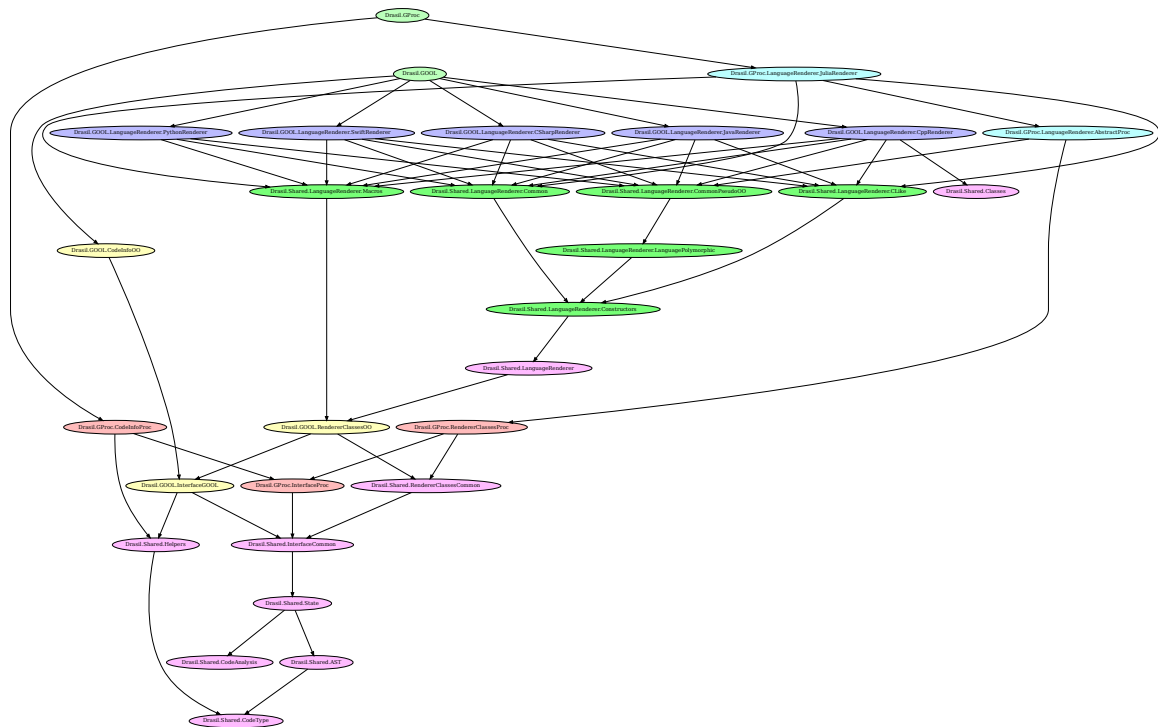 Drasil.GProc
Drasil.GOOL
Drasil.GProc.LanguageRenderer.JuliaRenderer
Drasil.GOOL.LanguageRenderer.PythonRenderer
Drasil.GOOL.LanguageRenderer.SwiftRenderer
Drasil.GOOL.LanguageRenderer.CSharpRenderer
Drasil.GOOL.LanguageRenderer.JavaRenderer
Drasil.GOOL.LanguageRenderer.CppRenderer
Drasil.GProc.LanguageRenderer.AbstractProc
Drasil.Shared.LanguageRenderer.Macros
Drasil.Shared.LanguageRenderer.Common
Drasil.Shared.LanguageRenderer.CommonPseudoOO
Drasil.Shared.LanguageRenderer.CLike
Drasil.Shared.Classes
Drasil.GOOL.CodeInfoOO
Drasil.Shared.LanguageRenderer.LanguagePolymorphic
Drasil.Shared.LanguageRenderer.Constructors
Drasil.Shared.LanguageRenderer
Drasil.GProc.CodeInfoProc
Drasil.GOOL.RendererClassesOO
Drasil.GProc.RendererClassesProc
Drasil.GOOL.InterfaceGOOL
Drasil.GProc.InterfaceProc
Drasil.Shared.RendererClassesCommon
Drasil.Shared.Helpers
Drasil.Shared.InterfaceCommon
Drasil.Shared.State
Drasil.Shared.CodeAnalysis
Drasil.Shared.AST
Drasil.Shared.CodeType